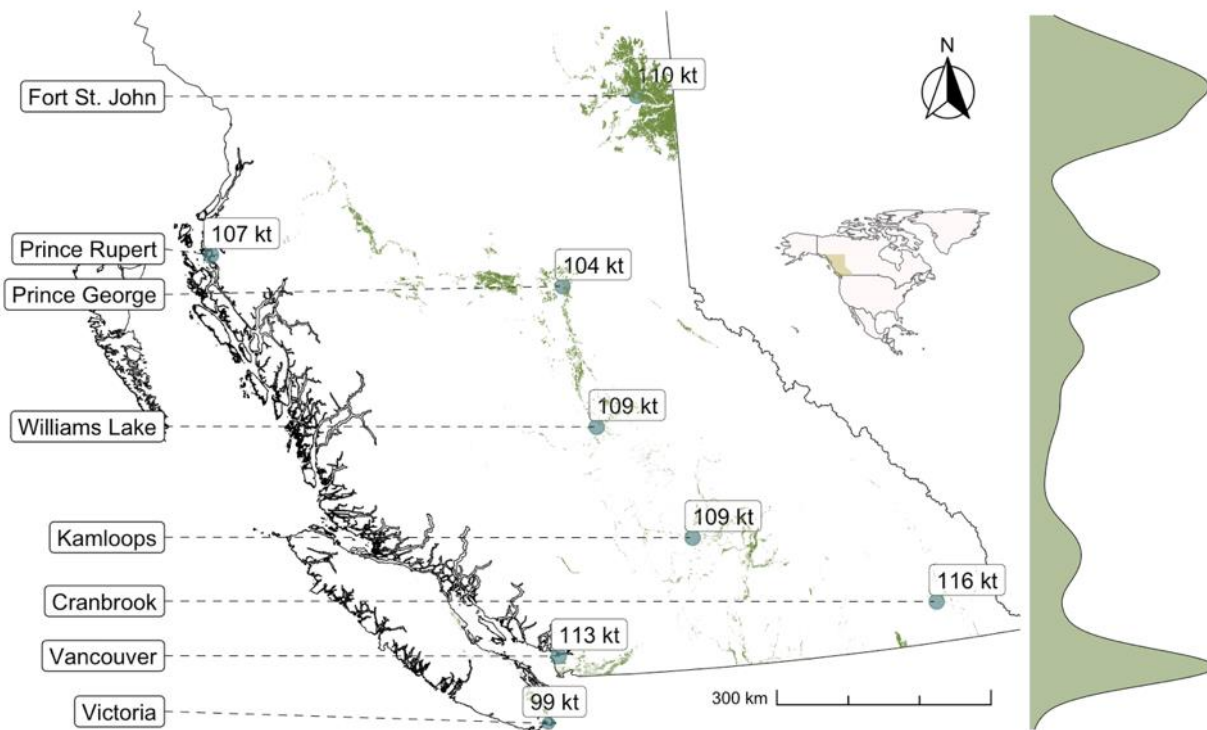 N
Fort St. John
110 kt
Prince Rupert
107 kt
Prince George
104 kt
Williams Lake
109 kt
Kamloops
109 kt
Cranbrook
116 kt
Vancouver
113 kt
300 km
Victoria
99 kt